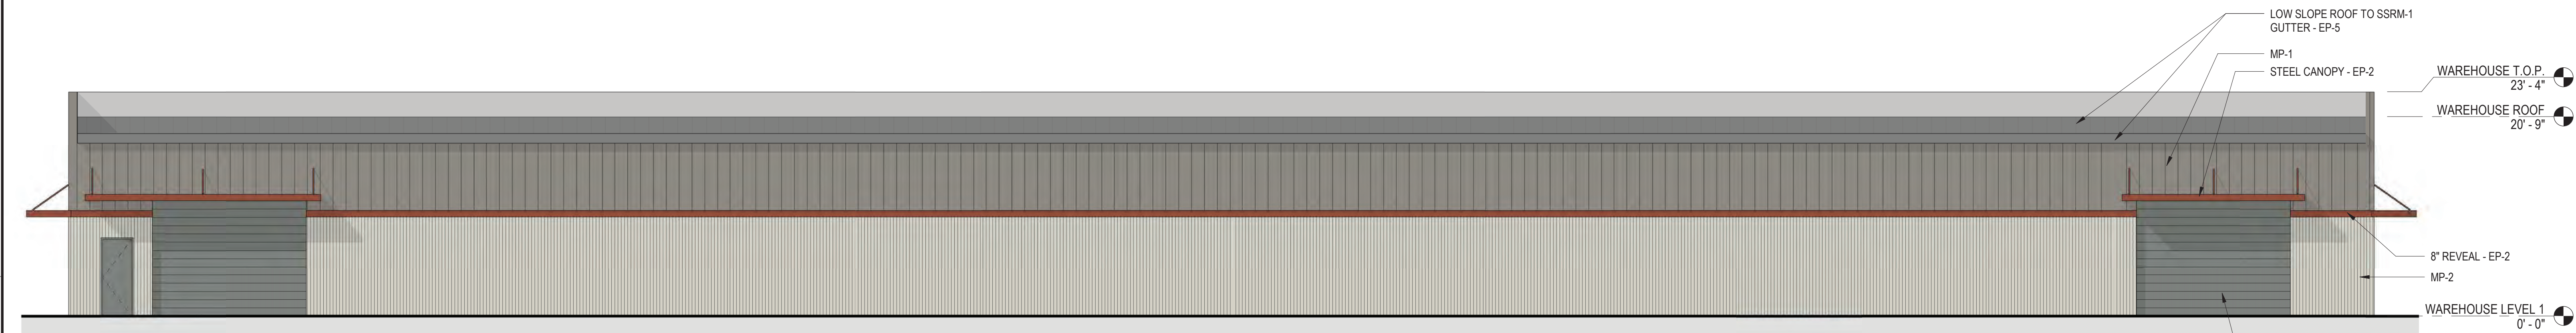 LOW SLOPE ROOF TO SSRM-1
GUTTER - EP-5
MP-1
STEEL CANOPY - EP-2
WAREHOUSE T.O.P.
23' - 4"
WAREHOUSE ROOF
20' - 9"
8" REVEAL - EP-2
MP-2
WAREHOUSE LEVEL 1
0' - 0"